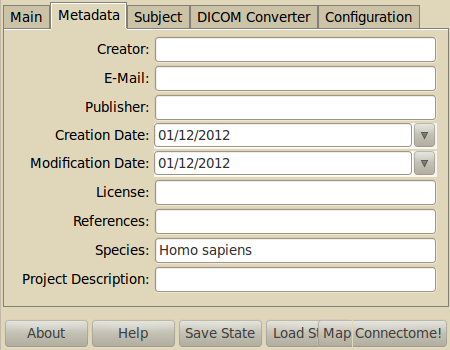 Main Metadata Subject DICOM Converter Configuration
Creator:
E-Mail:
Publisher:
Creation Date: 01/12/2012
Modification Date: 01/12/2012
License:
References:
Species: Homo sapiens
Project Description:
About Help Save State Load St Map Connectome!